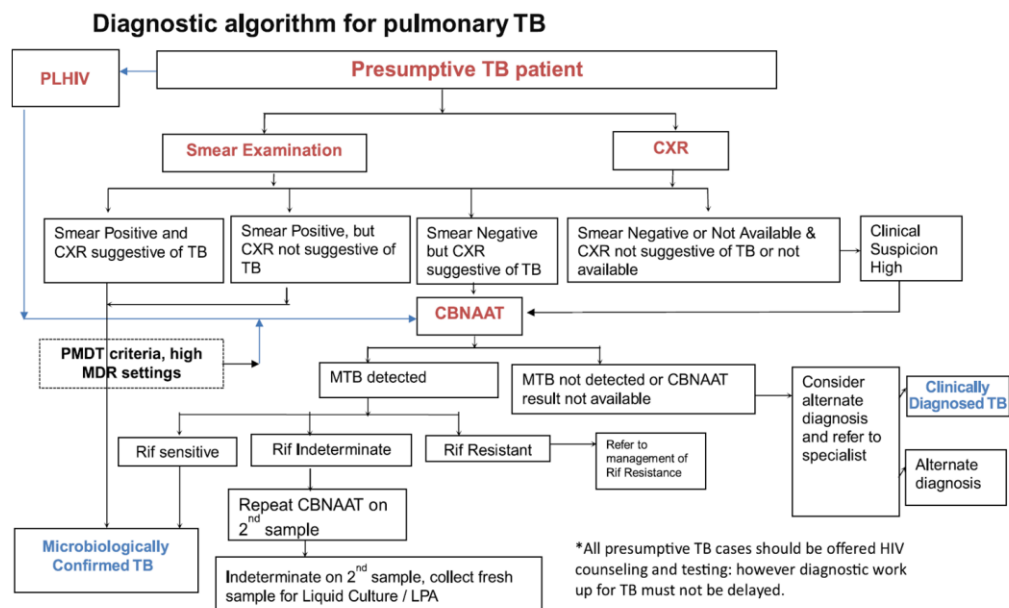 Diagnostic algorithm for pulmonary TB
PLHIV
Presumptive TB patient
Smear Examination
CXR
Smear Positive and
CXR suggestive of TB
Smear Positive, but
CXR not suggestive of
TB
Smear Negative
but CXR
suggestive of TB
Smear Negative or Not Available &
CXR not suggestive of TB or not
available
Clinical
Suspicion
High
CBNAAT
PMDT criteria, high
MDR settings
MTB detected
MTB not detected or CBNAAT
result not available
Consider
alternate
diagnosis
and refer to
specialist
Clinically
Diagnosed TB
Alternate
diagnosis
Rif sensitive
Rif Indeterminate
Rif Resistant
Refer to
management of
Rif Resistance
Repeat CBNAAT on
2nd sample
Microbiologically
Confirmed TB
Indeterminate on 2nd sample, collect fresh
sample for Liquid Culture / LPA
*All presumptive TB cases should be offered HIV
counseling and testing: however diagnostic work
up for TB must not be delayed.